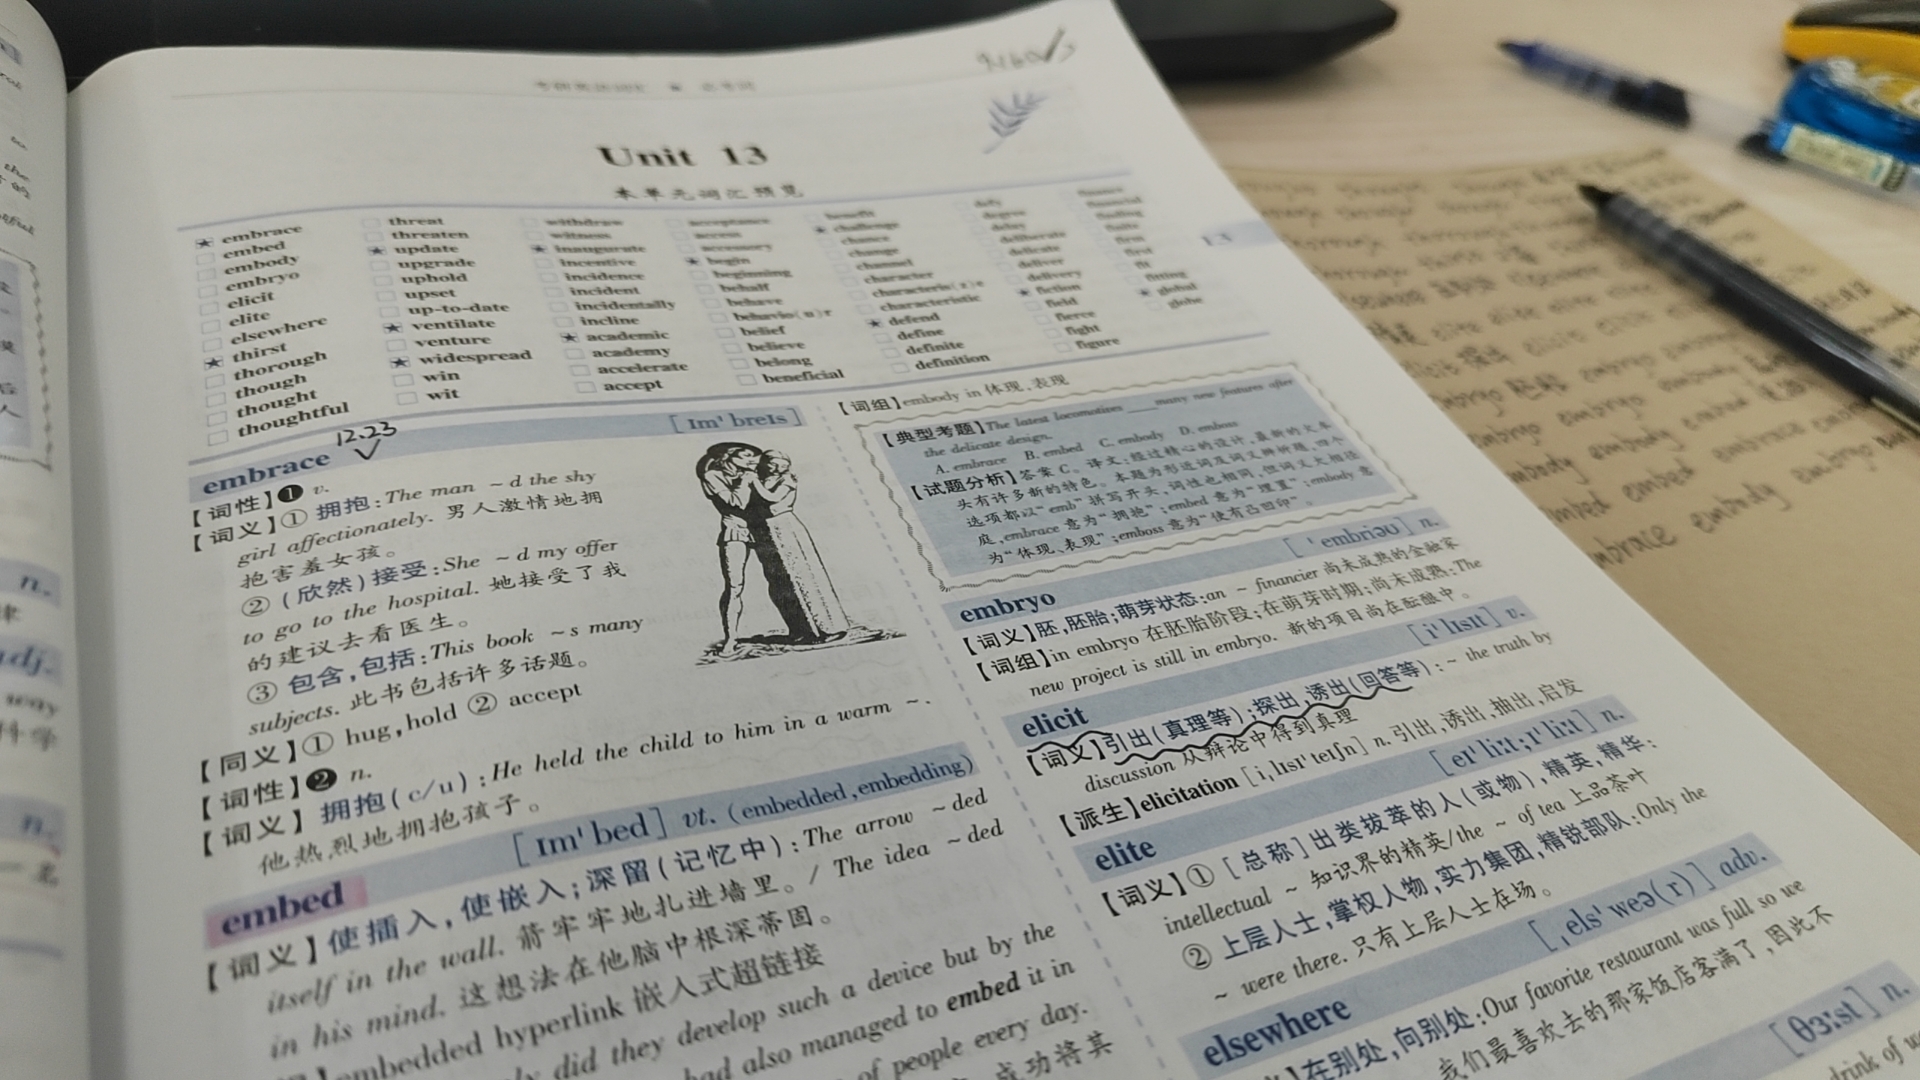 Unit 13
本单元词汇预览
embrace
embed
embody
embryo
elicit
elite
elsewhere
thirst
thorough
though
thought
thoughtful
threat
threaten
update
upgrade
uphold
upset
up-to-date
ventilate
venture
widespread
win
wit
withdraw
witness
inaugurate
incentive
incidence
incident
incidentally
incline
academic
academy
accelerate
accept
acceptance
access
accessory
begin
beginning
behalf
behave
behavio(u)r
belief
believe
belong
beneficial
benefit
challenge
chance
change
channel
character
characteri(z)e
characteristic
defend
define
definite
definition
defy
degree
delay
deliberate
delicate
deliver
delivery
fiction
field
fierce
fight
figure
finance
financial
finding
finite
firm
first
fit
fitting
global
globe
13
embrace 12.23 [ɪmˈbreɪs]
【词性】❶ v.
【词义】① 拥抱:The man ~d the shy
girl affectionately. 男人激情地拥
抱害羞女孩。
② (欣然)接受:She ~d my offer
to go to the hospital. 她接受了我
的建议去看医生。
③ 包含,包括:This book ~s many
subjects. 此书包括许多话题。
【同义】① hug,hold ② accept
【词性】❷ n.
【词义】拥抱(c/u):He held the child to him in a warm ~.
他热烈地拥抱孩子。
embed [ɪmˈbed] vt. (embedded,embedding)
【词义】使插入,使嵌入;深留(记忆中):The arrow ~ded
itself in the wall. 箭牢牢地扎进墙里。/ The idea ~ded
in his mind. 这想法在他脑中根深蒂固。
embedded hyperlink 嵌入式超链接
did they develop such a device but by the
had also managed to embed it in
of people every day.
成功将其
【词组】embody in 体现,表现
【典型考题】The latest locomotives ____many new features after
the delicate design.
A. embrace B. embed C. embody D. emboss
【试题分析】答案 C。译文:经过精心的设计,最新的火车
头有许多新的特色。本题为形近词及词义辨析题,四个
选项都以“emb”拼写开头,词性也相同,但词义大相径
庭,embrace 意为“拥抱”;embed 意为“埋置”;embody 意
为“体现、表现”;emboss 意为“使有凸凹印”。
embryo [ˈembriəʊ] n.
【词义】胚,胚胎;萌芽状态:an ~ financier 尚未成熟的金融家
【词组】in embryo 在胚胎阶段;在萌芽时期;尚未成熟:The
new project is still in embryo. 新的项目尚在酝酿中。
elicit [iˈlɪsɪt] v.
【词义】引出(真理等);探出,诱出(回答等):~ the truth by
discussion 从辩论中得到真理
【派生】elicitation [iˌlɪsɪˈteɪʃn] n. 引出,诱出,抽出,启发
elite [eɪˈliːt;ɪˈliːt] n.
【词义】① [总称]出类拔萃的人(或物),精英,精华:
intellectual ~ 知识界的精英/the ~ of tea 上品茶叶
② 上层人士,掌权人物,实力集团,精锐部队:Only the
~ were there. 只有上层人士在场。
elsewhere [ˌelsˈweə(r)] adv.
在别处,向别处:Our favorite restaurant was full so we
我们最喜欢去的那家饭店客满了,因此不
[θɜːst] n.
drink of